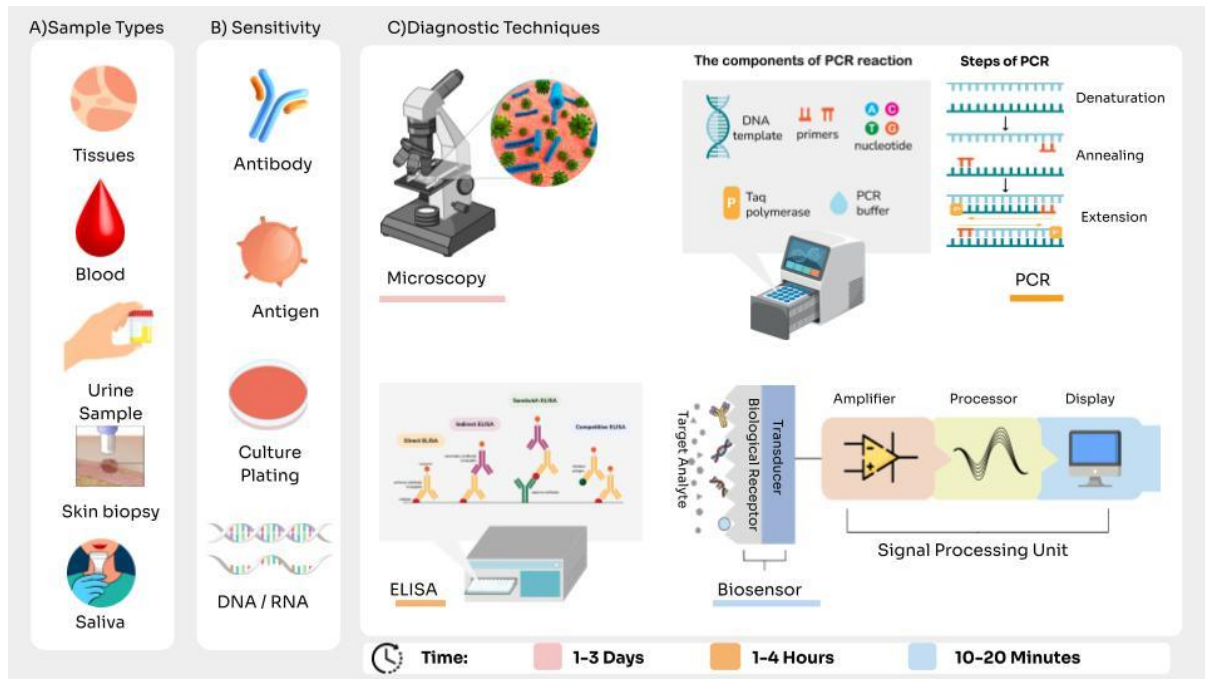 A)Sample Types
Tissues
Blood
Urine
Sample
Skin biopsy
Saliva
B) Sensitivity
Antibody
Antigen
Culture
Plating
DNA / RNA
C)Diagnostic Techniques
Microscopy
The components of PCR reaction
DNA
template
primers
A C
T G
nucleotide
P
Taq
polymerase
PCR
buffer
Steps of PCR
Denaturation
Annealing
Extension
PCR
Direct ELISA
Indirect ELISA
Sandwich ELISA
Competitive ELISA
ELISA
Target Analyte
Biological Receptor
Transducer
Biosensor
Amplifier
Processor
Display
Signal Processing Unit
Time:
1-3 Days
1-4 Hours
10-20 Minutes